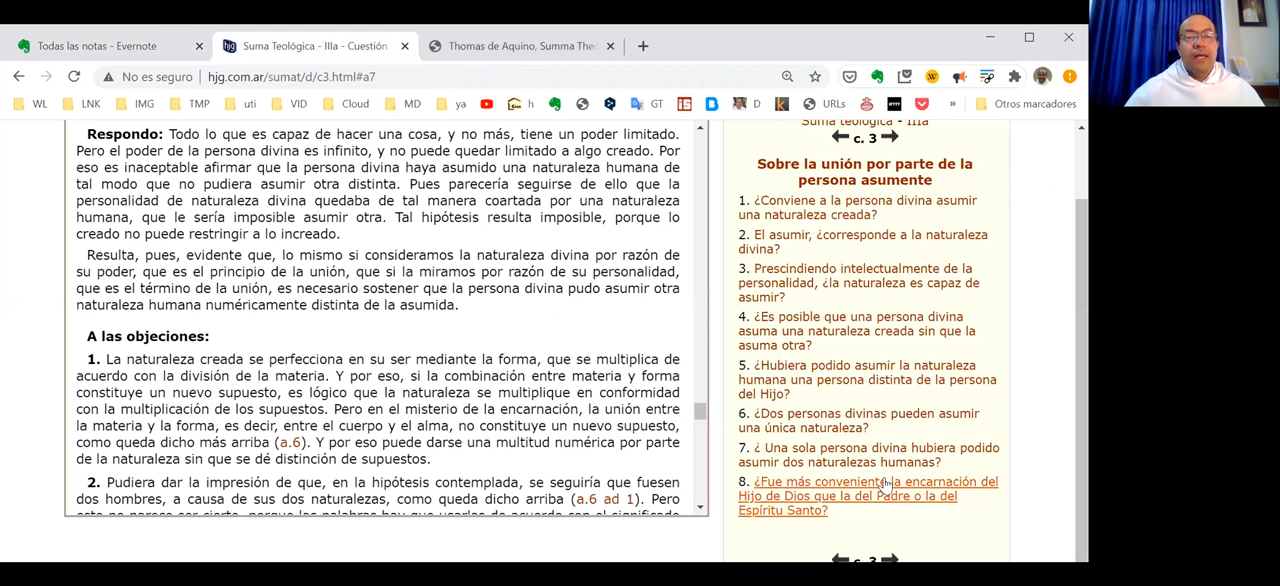 Todas las notas - Evernote
hjg
Suma Teológica - IIIa - Cuestión
Thomas de Aquino, Summa Theo
No es seguro | hjg.com.ar/sumat/d/c3.html#a7
WL LNK IMG TMP uti VID Cloud MD ya h GT D URLs » Otros marcadores
Respondo: Todo lo que es capaz de hacer una cosa, y no más, tiene un poder limitado.
Pero el poder de la persona divina es infinito, y no puede quedar limitado a algo creado. Por
eso es inaceptable afirmar que la persona divina haya asumido una naturaleza humana de
tal modo que no pudiera asumir otra distinta. Pues parecería seguirse de ello que la
personalidad de naturaleza divina quedaba de tal manera coartada por una naturaleza
humana, que le sería imposible asumir otra. Tal hipótesis resulta imposible, porque lo
creado no puede restringir a lo increado.
Resulta, pues, evidente que, lo mismo si consideramos la naturaleza divina por razón de
su poder, que es el principio de la unión, que si la miramos por razón de su personalidad,
que es el término de la unión, es necesario sostener que la persona divina pudo asumir otra
naturaleza humana numéricamente distinta de la asumida.
A las objeciones:
1. La naturaleza creada se perfecciona en su ser mediante la forma, que se multiplica de
acuerdo con la división de la materia. Y por eso, si la combinación entre materia y forma
constituye un nuevo supuesto, es lógico que la naturaleza se multiplique en conformidad
con la multiplicación de los supuestos. Pero en el misterio de la encarnación, la unión entre
la materia y la forma, es decir, entre el cuerpo y el alma, no constituye un nuevo supuesto,
como queda dicho más arriba (a.6). Y por eso puede darse una multitud numérica por parte
de la naturaleza sin que se dé distinción de supuestos.
2. Pudiera dar la impresión de que, en la hipótesis contemplada, se seguiría que fuesen
dos hombres, a causa de sus dos naturalezas, como queda dicho arriba (a.6 ad 1). Pero
esto no parece ser cierto, porque las palabras hay que usarlas de acuerdo con el significado
Suma teológica - IIIa
c. 3
Sobre la unión por parte de la
persona asumente
1. ¿Conviene a la persona divina asumir
una naturaleza creada?
2. El asumir, ¿corresponde a la naturaleza
divina?
3. Prescindiendo intelectualmente de la
personalidad, ¿la naturaleza es capaz de
asumir?
4. ¿Es posible que una persona divina
asuma una naturaleza creada sin que la
asuma otra?
5. ¿Hubiera podido asumir la naturaleza
humana una persona distinta de la persona
del Hijo?
6. ¿Dos personas divinas pueden asumir
una única naturaleza?
7. ¿ Una sola persona divina hubiera podido
asumir dos naturalezas humanas?
8. ¿Fue más conveniente la encarnación del
Hijo de Dios que la del Padre o la del
Espíritu Santo?
c. 3